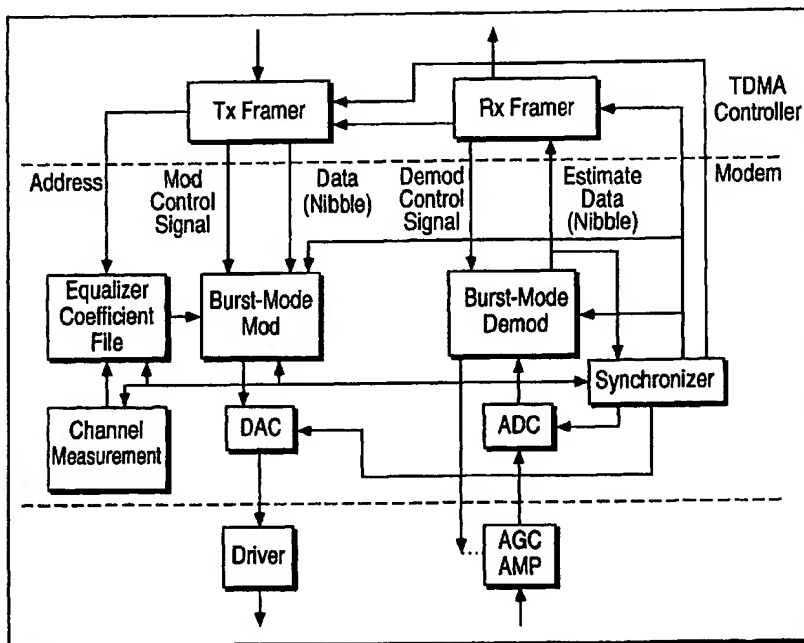 Tx Framer
Rx Framer
TDMA
Controller
Address
Mod
Control
Signal
Data
(Nibble)
Demod
Control
Signal
Estimate
Data
(Nibble)
Modem
Equalizer
Coefficient
File
Burst-Mode
Mod
Burst-Mode
Demod
Synchronizer
Channel
Measurement
DAC
ADC
Driver
AGC
AMP